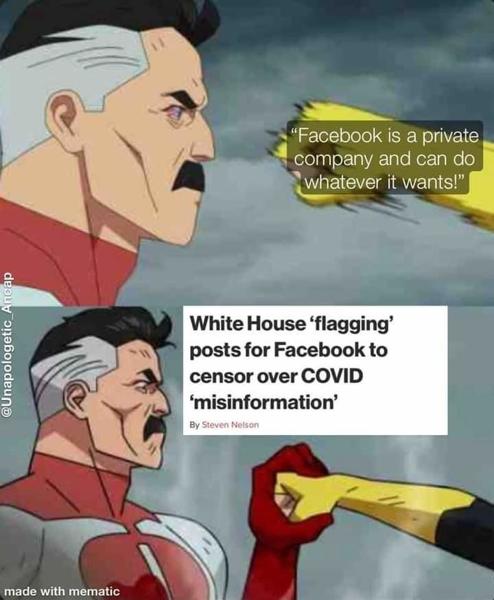 “Facebook is a private
company and can do
whatever it wants!”
@Unapologetic_Ancap
White House ‘flagging’
posts for Facebook to
censor over COVID
‘misinformation’
By Steven Nelson
made with mematic